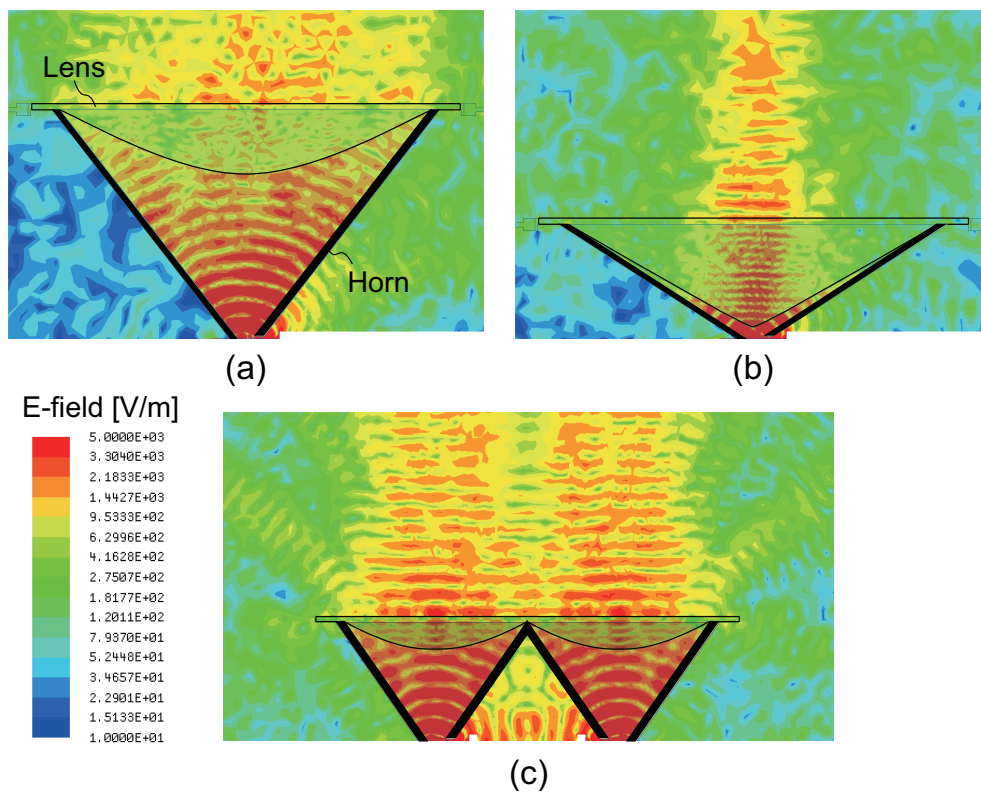 Lens
Horn
(a)
(b)
E-field [V/m]
5.0000E+03
3.3040E+03
2.1833E+03
1.4427E+03
9.5333E+02
6.2996E+02
4.1628E+02
2.7507E+02
1.8177E+02
1.2011E+02
7.9370E+01
5.2448E+01
3.4657E+01
2.2901E+01
1.5133E+01
1.0000E+01
(c)